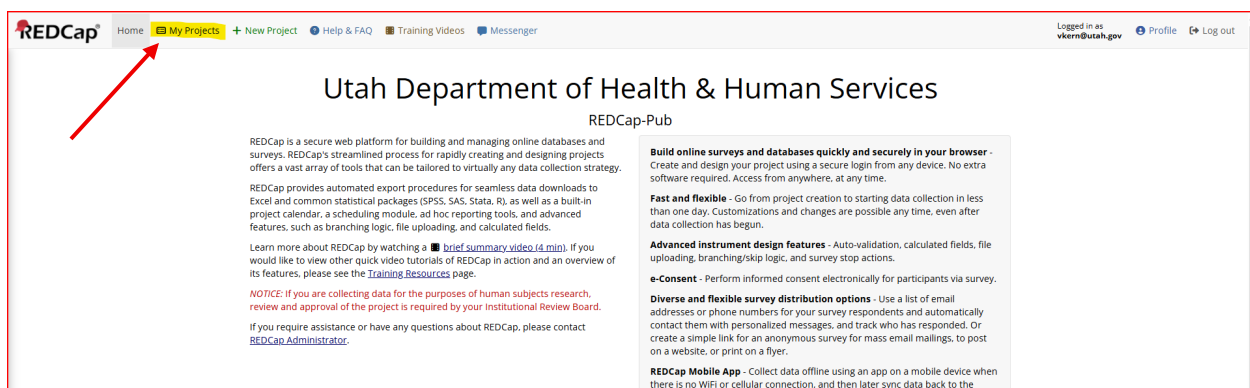 REDCap Home My Projects + New Project Help & FAQ Training Videos Messenger Logged in as vkern@utah.gov Profile Log out
Utah Department of Health & Human Services
REDCap-Pub
REDCap is a secure web platform for building and managing online databases and
surveys. REDCap's streamlined process for rapidly creating and designing projects
offers a vast array of tools that can be tailored to virtually any data collection strategy.
REDCap provides automated export procedures for seamless data downloads to
Excel and common statistical packages (SPSS, SAS, Stata, R), as well as a built-in
project calendar, a scheduling module, ad hoc reporting tools, and advanced
features, such as branching logic, file uploading, and calculated fields.
Learn more about REDCap by watching a brief summary video (4 min). If you
would like to view other quick video tutorials of REDCap in action and an overview of
its features, please see the Training Resources page.
NOTICE: If you are collecting data for the purposes of human subjects research,
review and approval of the project is required by your Institutional Review Board.
If you require assistance or have any questions about REDCap, please contact
REDCap Administrator.
Build online surveys and databases quickly and securely in your browser -
Create and design your project using a secure login from any device. No extra
software required. Access from anywhere, at any time.
Fast and flexible - Go from project creation to starting data collection in less
than one day. Customizations and changes are possible any time, even after
data collection has begun.
Advanced instrument design features - Auto-validation, calculated fields, file
uploading, branching/skip logic, and survey stop actions.
e-Consent - Perform informed consent electronically for participants via survey.
Diverse and flexible survey distribution options - Use a list of email
addresses or phone numbers for your survey respondents and automatically
contact them with personalized messages, and track who has responded. Or
create a simple link for an anonymous survey for mass email mailings, to post
on a website, or print on a flyer.
REDCap Mobile App - Collect data offline using an app on a mobile device when
there is no WiFi or cellular connection, and then later sync data back to the